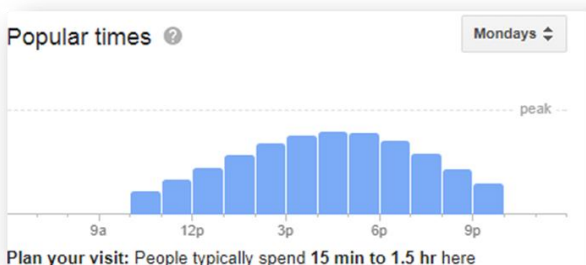 Popular times ?
Mondays
peak
9a 12p 3p 6p 9p
Plan your visit: People typically spend 15 min to 1.5 hr here